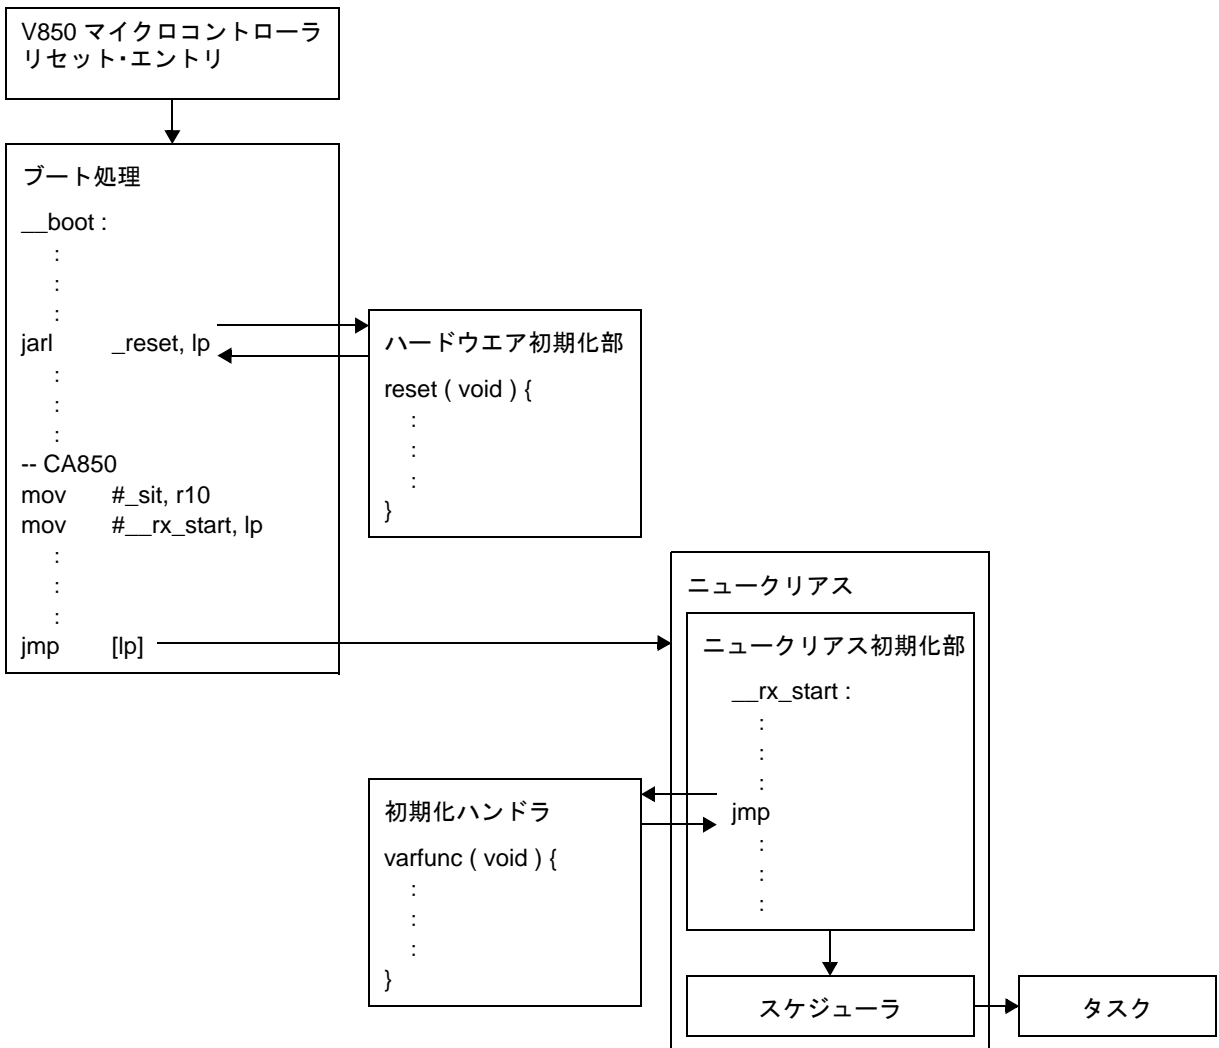 V850 マイクロコントローラ
リセット・エントリ
ブート処理
__boot :
:
:
:
jarl _reset, lp
:
:
:
-- CA850
mov #_sit, r10
mov #__rx_start, lp
:
:
:
jmp [lp]
ハードウエア初期化部
reset ( void ) {
:
:
:
}
ニュークリアス
ニュークリアス初期化部
__rx_start :
:
:
:
jmp
:
:
:
初期化ハンドラ
varfunc ( void ) {
:
:
:
}
スケジューラ
タスク